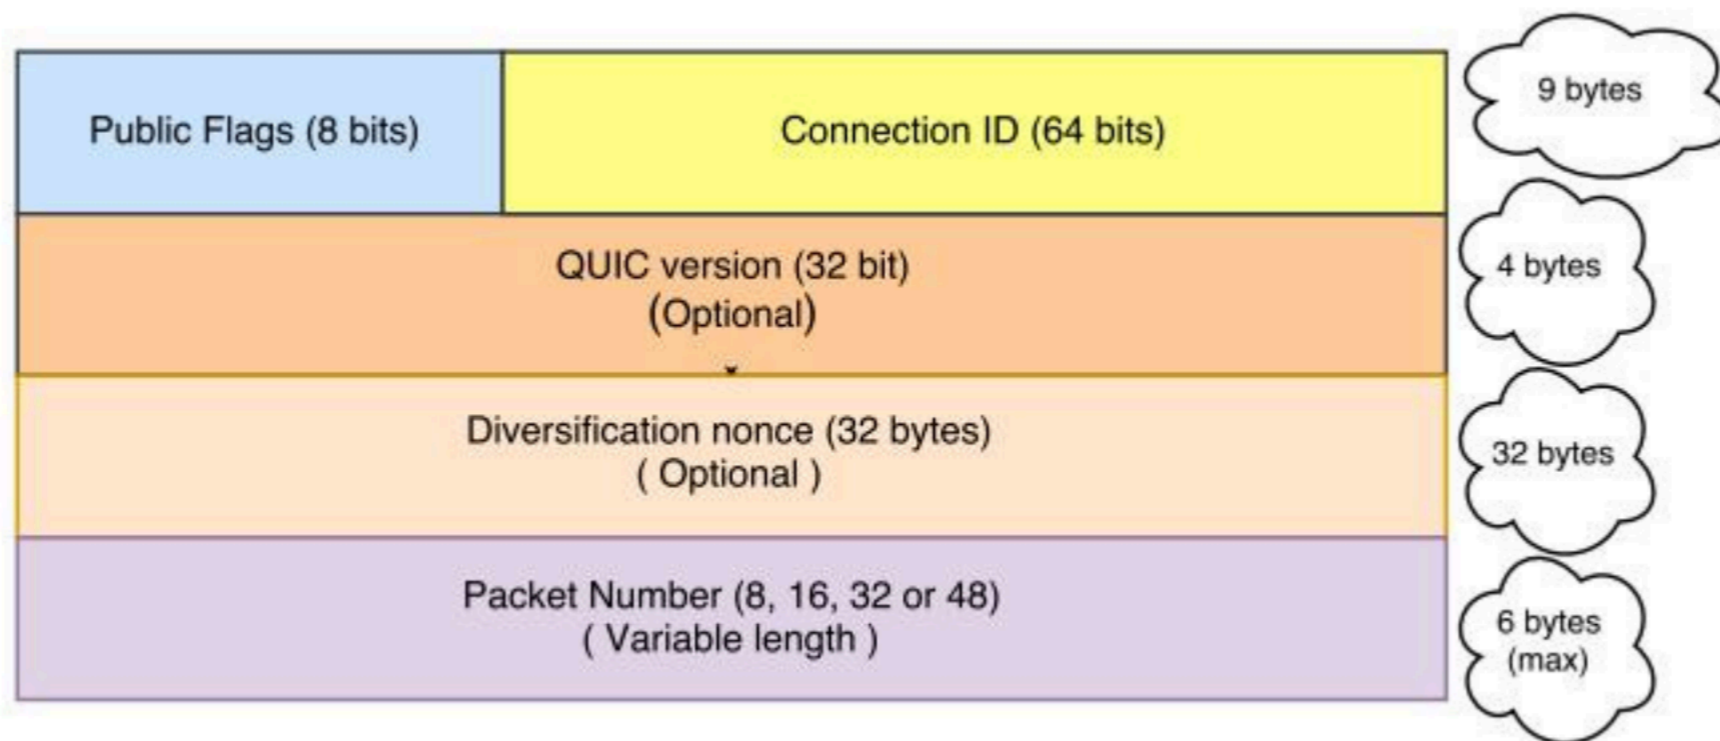 Public Flags (8 bits)
Connection ID (64 bits)
9 bytes
QUIC version (32 bit)
(Optional)
4 bytes
Diversification nonce (32 bytes)
( Optional )
32 bytes
Packet Number (8, 16, 32 or 48)
( Variable length )
6 bytes
(max)